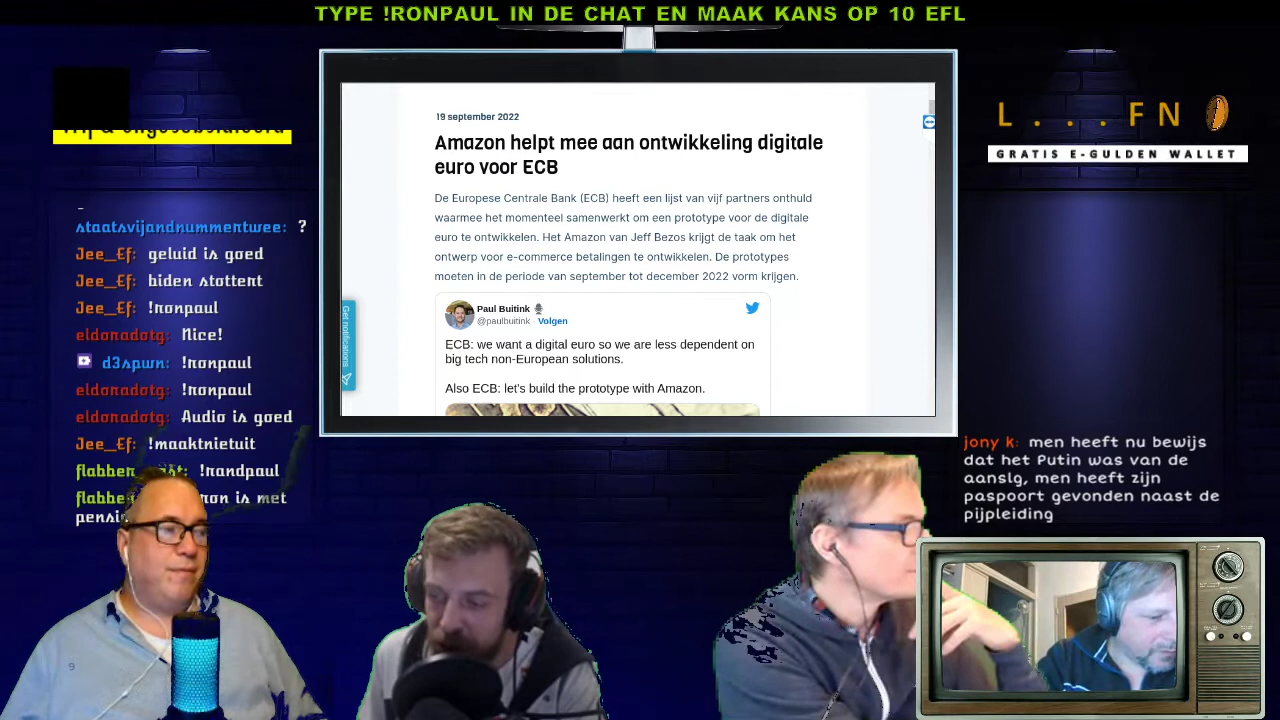 TYPE !RONPAUL IN DE CHAT EN MAAK KANS OP 10 EFL
staatsvijandnummertwee: ?
Jee_Ef: geluid is goed
Jee_Ef: biden stottert
Jee_Ef: !ronpaul
eldoradotg: Nice!
d3spwn: !ronpaul
eldoradotg: !ronpaul
eldoradotg: Audio is goed
Jee_Ef: !maaktnietuit
!randpaul
is met
19 september 2022
Amazon helpt mee aan ontwikkeling digitale
euro voor ECB
De Europese Centrale Bank (ECB) heeft een lijst van vijf partners onthuld
waarmee het momenteel samenwerkt om een prototype voor de digitale
euro te ontwikkelen. Het Amazon van Jeff Bezos krijgt de taak om het
ontwerp voor e-commerce betalingen te ontwikkelen. De prototypes
moeten in de periode van september tot december 2022 vorm krijgen.
Paul Buitink
@paulbuitink · Volgen
ECB: we want a digital euro so we are less dependent on
big tech non-European solutions.
Also ECB: let's build the prototype with Amazon.
Get notifications
L . . . F N
GRATIS E-GULDEN WALLET
jony k: men heeft nu bewijs
dat het Putin was van de
aanslg, men heeft zijn
paspoort gevonden naast de
pijpleiding
9